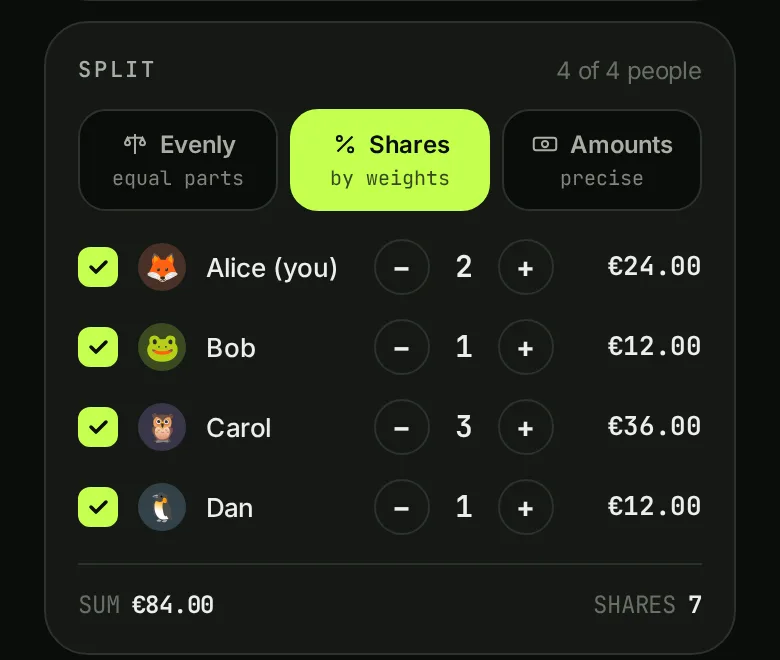 SPLIT 4 of 4 people
Evenly Shares Amounts
equal parts by weights precise
Alice (you) − 2 + €24.00
Bob − 1 + €12.00
Carol − 3 + €36.00
Dan − 1 + €12.00
SUM €84.00 SHARES 7